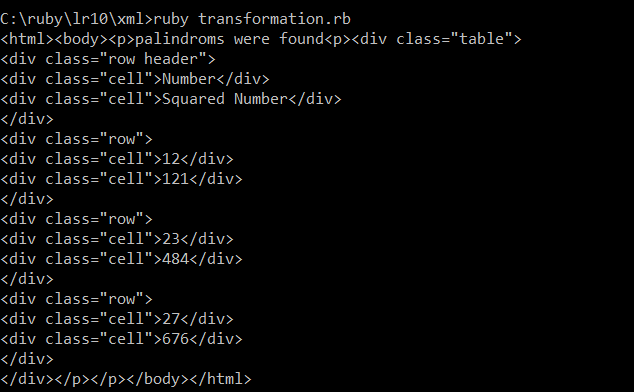 C:\ruby\lr10\xml>ruby transformation.rb
<html><body><p>palindroms were found<p><div class="table">
<div class="row header">
<div class="cell">Number</div>
<div class="cell">Squared Number</div>
</div>
<div class="row">
<div class="cell">12</div>
<div class="cell">121</div>
</div>
<div class="row">
<div class="cell">23</div>
<div class="cell">484</div>
</div>
<div class="row">
<div class="cell">27</div>
<div class="cell">676</div>
</div>
</div></p></p></body></html>